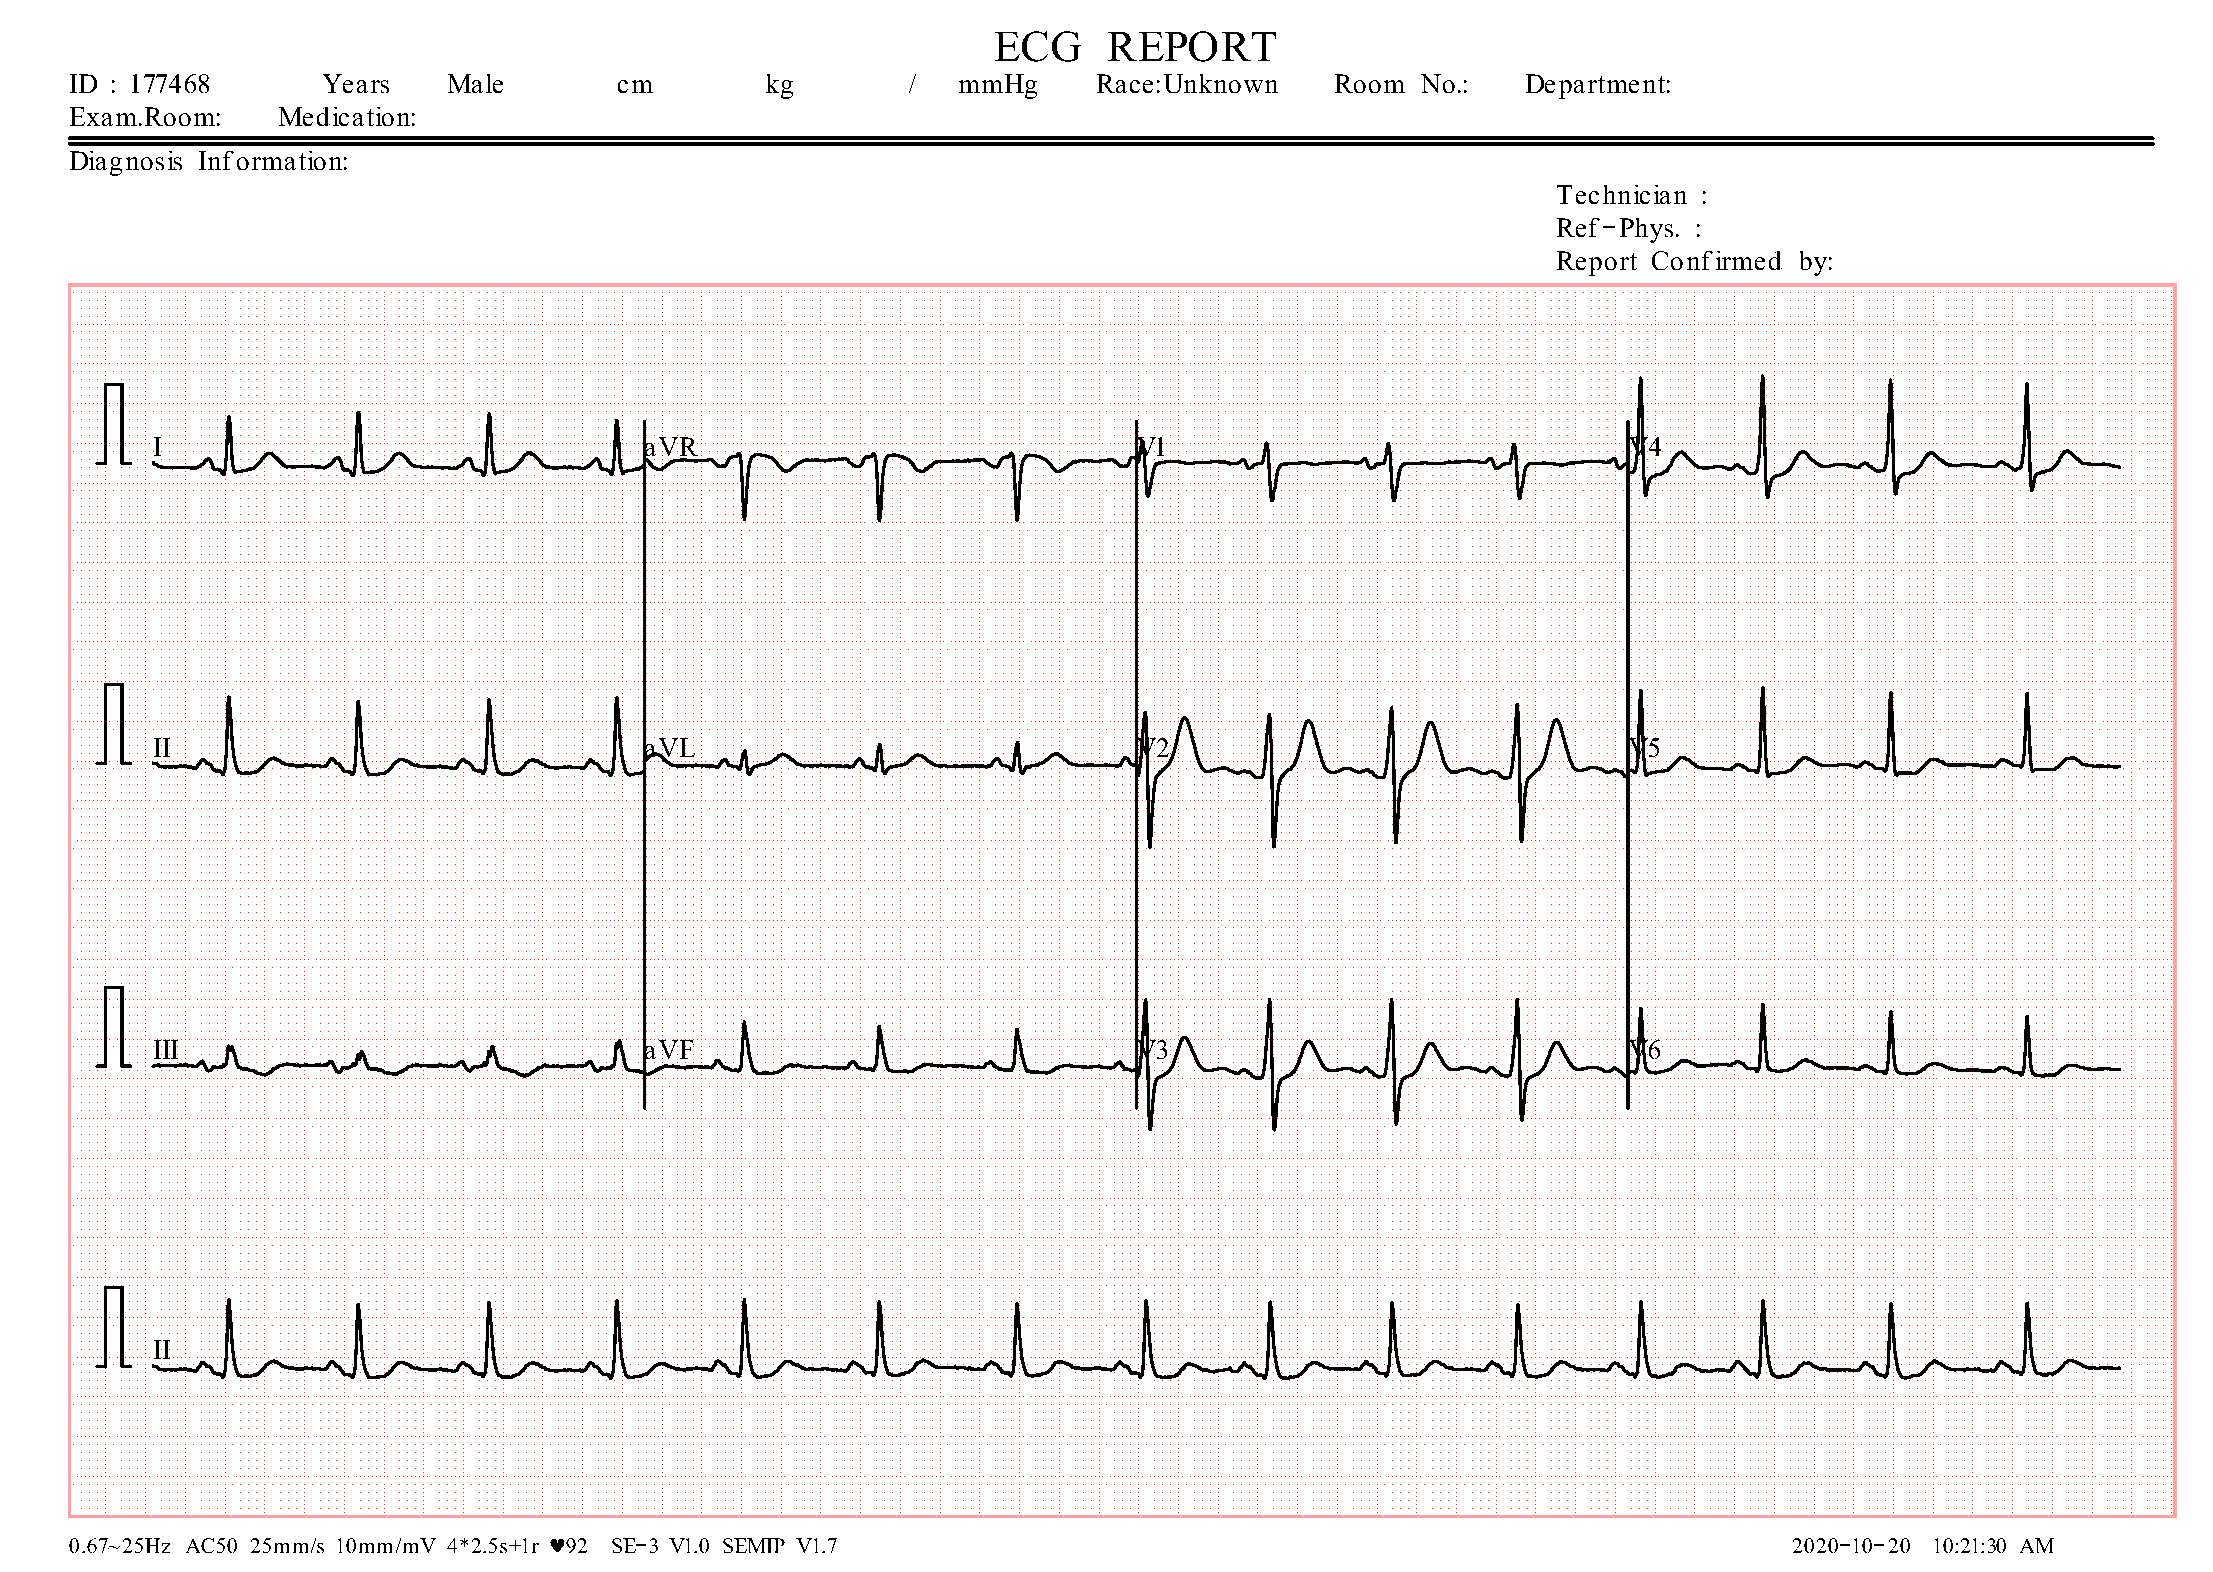 ECG REPORT
ID : 177468 Years Male cm kg / mmHg Race:Unknown Room No.: Department:
Exam.Room: Medication:
Diagnosis Information:
Technician :
Ref-Phys. :
Report Confirmed by:
I aVR V1 V4
II aVL V2 V5
III aVF V3 V6
II
0.67~25Hz AC50 25mm/s 10mm/mV 4*2.5s+1r ♥92 SE-3 V1.0 SEMIP V1.7 2020-10-20 10:21:30 AM